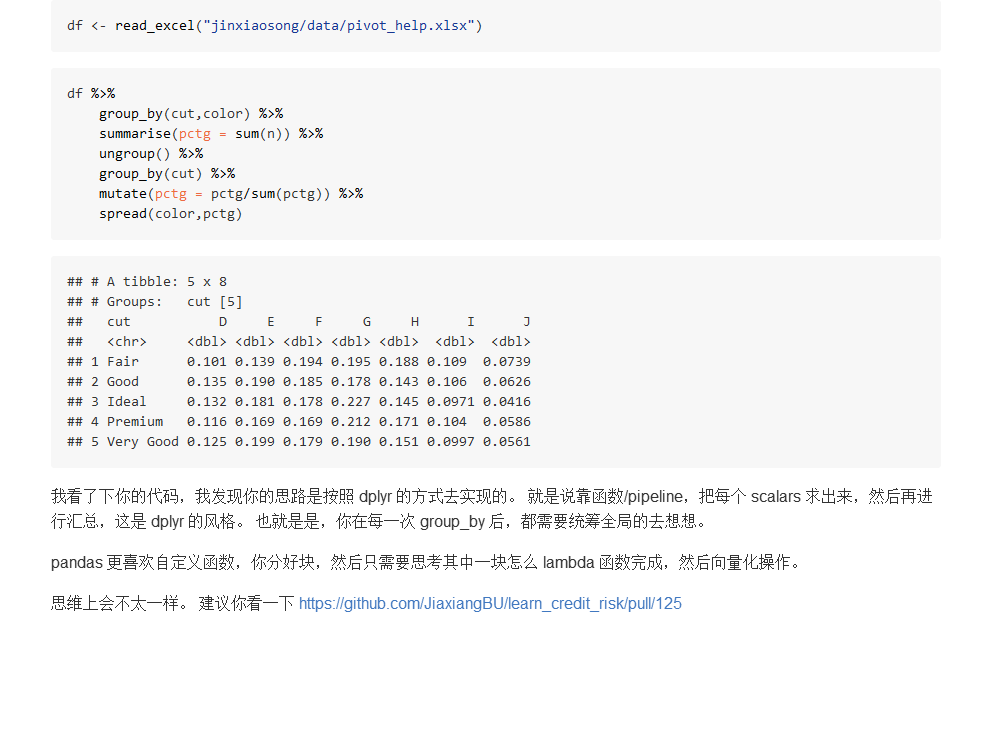 df <- read_excel("jinxiaosong/data/pivot_help.xlsx")
df %>%
    group_by(cut,color) %>%
    summarise(pctg = sum(n)) %>%
    ungroup() %>%
    group_by(cut) %>%
    mutate(pctg = pctg/sum(pctg)) %>%
    spread(color,pctg)
## # A tibble: 5 x 8
## # Groups:   cut [5]
##   cut           D     E     F     G     H      I      J
##   <chr>     <dbl> <dbl> <dbl> <dbl> <dbl>  <dbl>  <dbl>
## 1 Fair      0.101 0.139 0.194 0.195 0.188 0.109  0.0739
## 2 Good      0.135 0.190 0.185 0.178 0.143 0.106  0.0626
## 3 Ideal     0.132 0.181 0.178 0.227 0.145 0.0971 0.0416
## 4 Premium   0.116 0.169 0.169 0.212 0.171 0.104  0.0586
## 5 Very Good 0.125 0.199 0.179 0.190 0.151 0.0997 0.0561
我看了下你的代码，我发现你的思路是按照 dplyr 的方式去实现的。 就是说靠函数/pipeline，把每个 scalars 求出来，然后再进
行汇总，这是 dplyr 的风格。 也就是是，你在每一次 group_by 后，都需要统筹全局的去想想。
pandas 更喜欢自定义函数，你分好块，然后只需要思考其中一块怎么 lambda 函数完成，然后向量化操作。
思维上会不太一样。 建议你看一下 https://github.com/JiaxiangBU/learn_credit_risk/pull/125